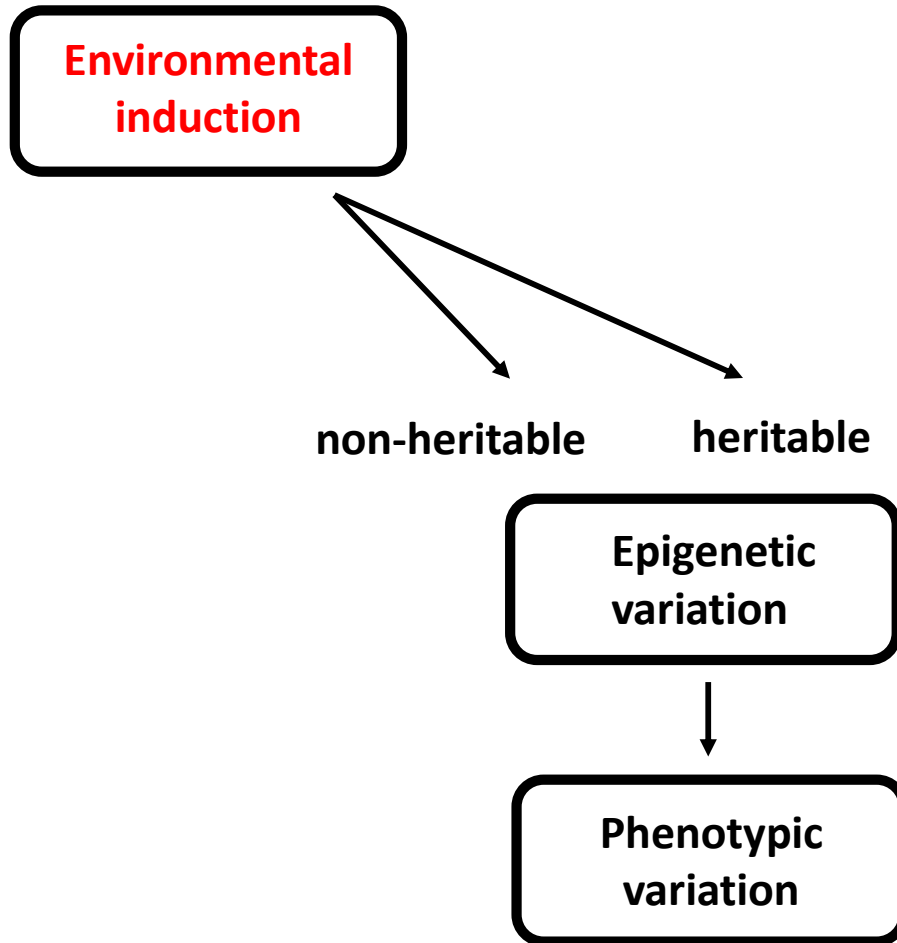 Environmental
induction
non-heritable heritable
Epigenetic
variation
Phenotypic
variation